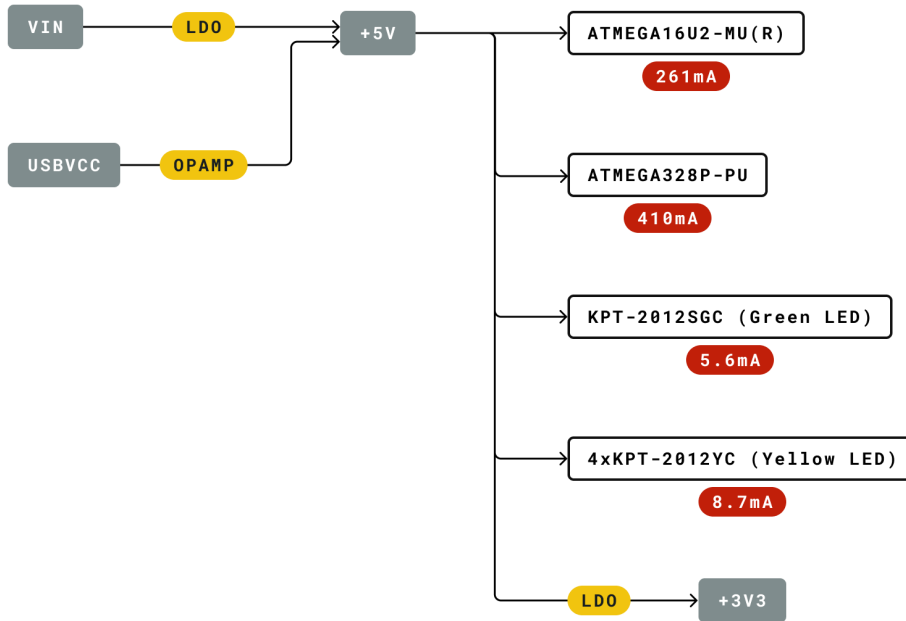 VIN
LDO
+5V
ATMEGA16U2-MU(R)
261mA
USBVCC
OPAMP
ATMEGA328P-PU
410mA
KPT-2012SGC (Green LED)
5.6mA
4xKPT-2012YC (Yellow LED)
8.7mA
LDO
+3V3